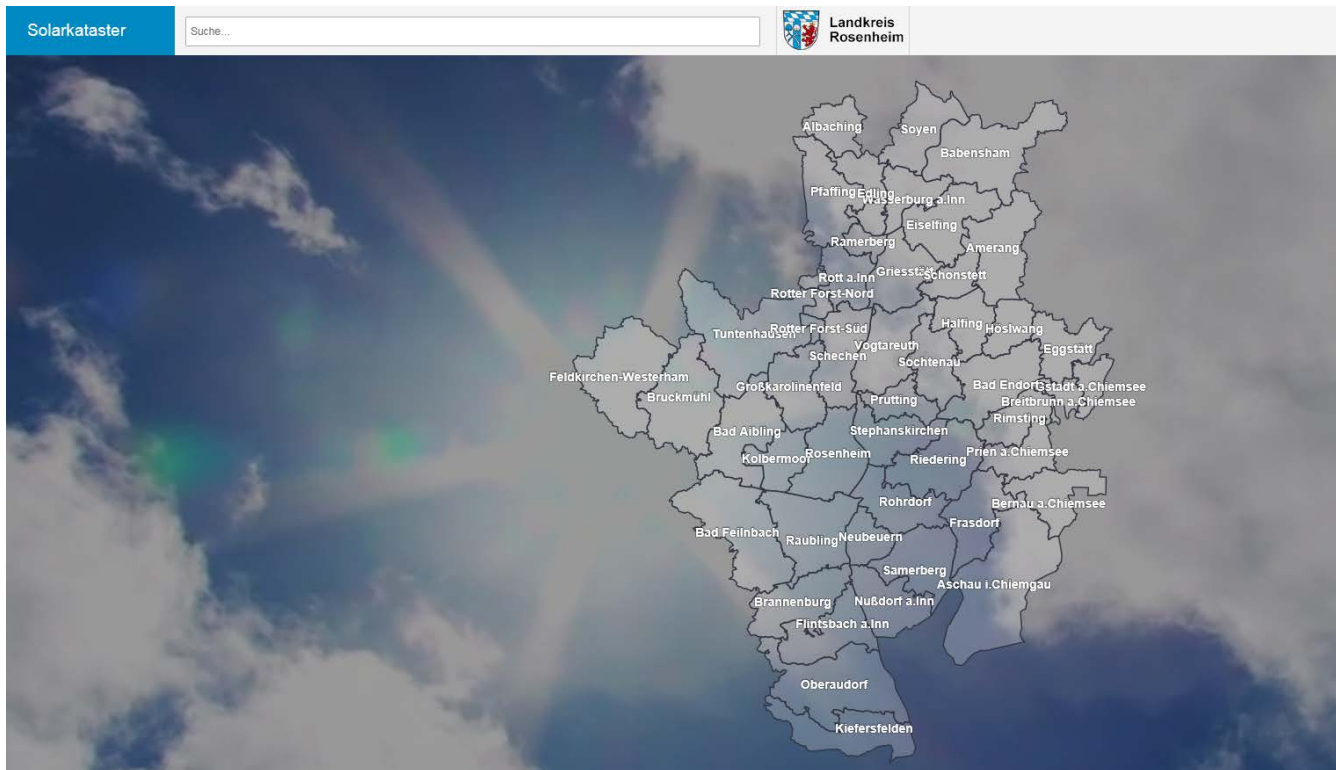 Solarkataster
Suche...
Landkreis
Rosenheim
Albaching
Soyen
Babensham
Pfaffing
Edling
Wasserburg a.Inn
Eiselfing
Ramerberg
Amerang
Rott a.Inn
Griesstätt
Schonstett
Rotter Forst-Nord
Tuntenhausen
Rotter Forst-Süd
Halfing
Höslwang
Vogtareuth
Schechen
Söchtenau
Eggstätt
Feldkirchen-Westerham
Bruckmühl
Großkarolinenfeld
Bad Endorf
Gstadt a.Chiemsee
Prutting
Breitbrunn a.Chiemsee
Rimsting
Bad Aibling
Stephanskirchen
Kolbermoor
Rosenheim
Riedering
Prien a.Chiemsee
Rohrdorf
Bernau a.Chiemsee
Frasdorf
Bad Feilnbach
Raubling
Neubeuern
Samerberg
Aschau i.Chiemgau
Brannenburg
Nußdorf a.Inn
Flintsbach a.Inn
Oberaudorf
Kiefersfelden